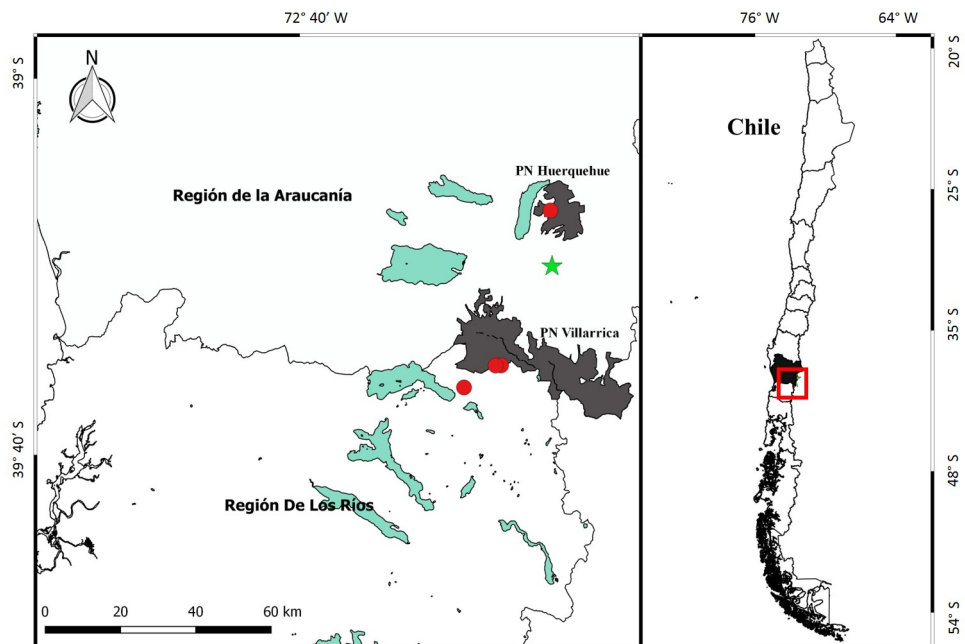 72° 40' W
76° W
64° W
39° S
20° S
N
Chile
PN Huerquehue
Región de la Araucanía
25° S
PN Villarrica
35° S
39° 40' S
48° S
Región De Los Ríos
0 20 40 60 km
54° S